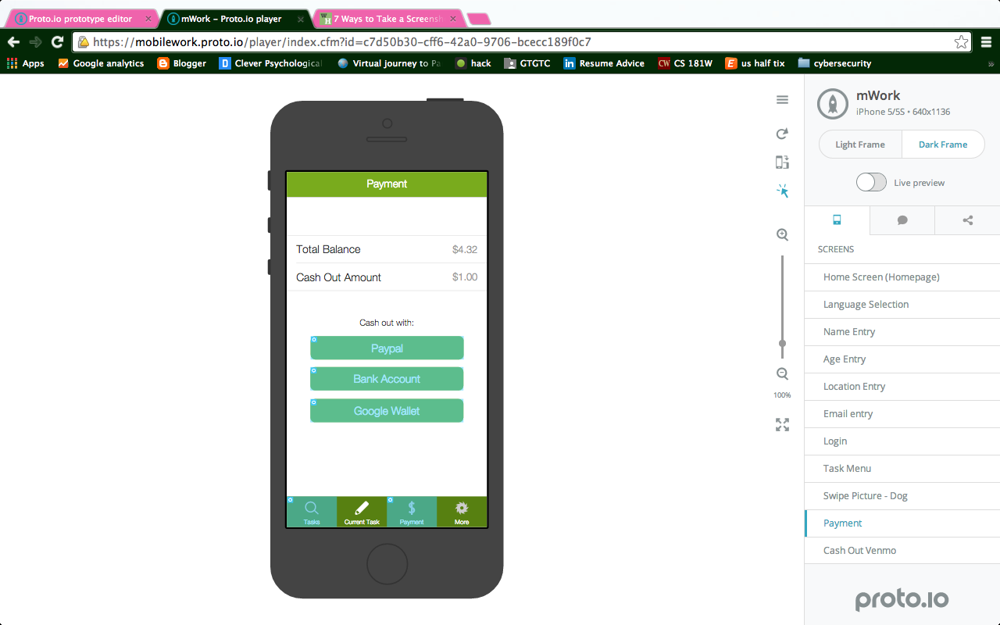 Proto.io prototype editor
mWork – Proto.io player
7 Ways to Take a Screensh
https://mobilework.proto.io/player/index.cfm?id=c7d50b30-cff6-42a0-9706-bcecc189f0c7
Apps
Google analytics
Blogger
Clever Psychological
Virtual journey to Pa
hack
GTGTC
Resume Advice
CS 181W
us half tix
cybersecurity
»
Payment
Total Balance $4.32
Cash Out Amount $1.00
Cash out with:
Paypal
Bank Account
Google Wallet
Tasks
Current Task
Payment
More
100%
mWork
iPhone 5/5S • 640x1136
Light Frame
Dark Frame
Live preview
SCREENS
Home Screen (Homepage)
Language Selection
Name Entry
Age Entry
Location Entry
Email entry
Login
Task Menu
Swipe Picture - Dog
Payment
Cash Out Venmo
proto.io